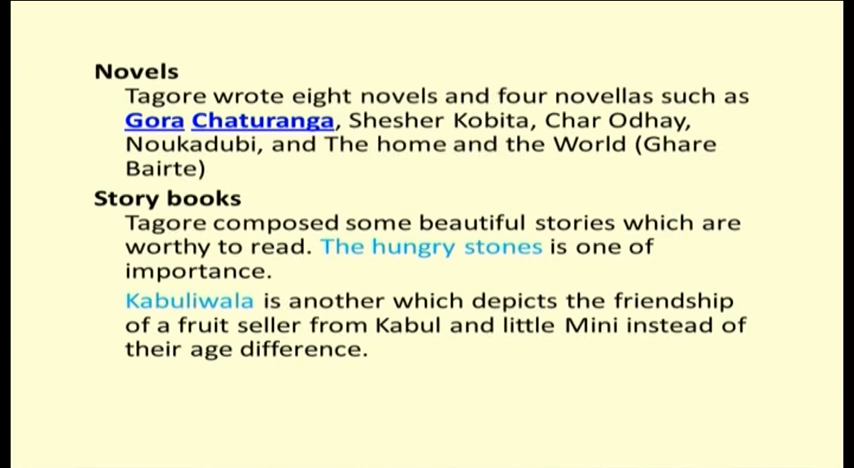 Novels
Tagore wrote eight novels and four novellas such as
Gora Chaturanga, Shesher Kobita, Char Odhay,
Noukadubi, and The home and the World (Ghare
Bairte)
Story books
Tagore composed some beautiful stories which are
worthy to read. The hungry stones is one of
importance.
Kabuliwala is another which depicts the friendship
of a fruit seller from Kabul and little Mini instead of
their age difference.